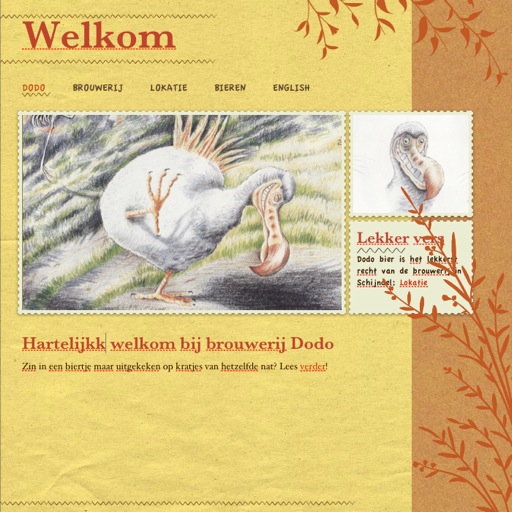 Welkom
DODO BROUWERIJ LOKATIE BIEREN ENGLISH
Lekker vers
Dodo bier is het lekkerst
recht van de brouwerij in
Schijndel: Lokatie
Hartelijkk welkom bij brouwerij Dodo
Zin in een biertje maar uitgekeken op kratjes van hetzelfde nat? Lees verder!